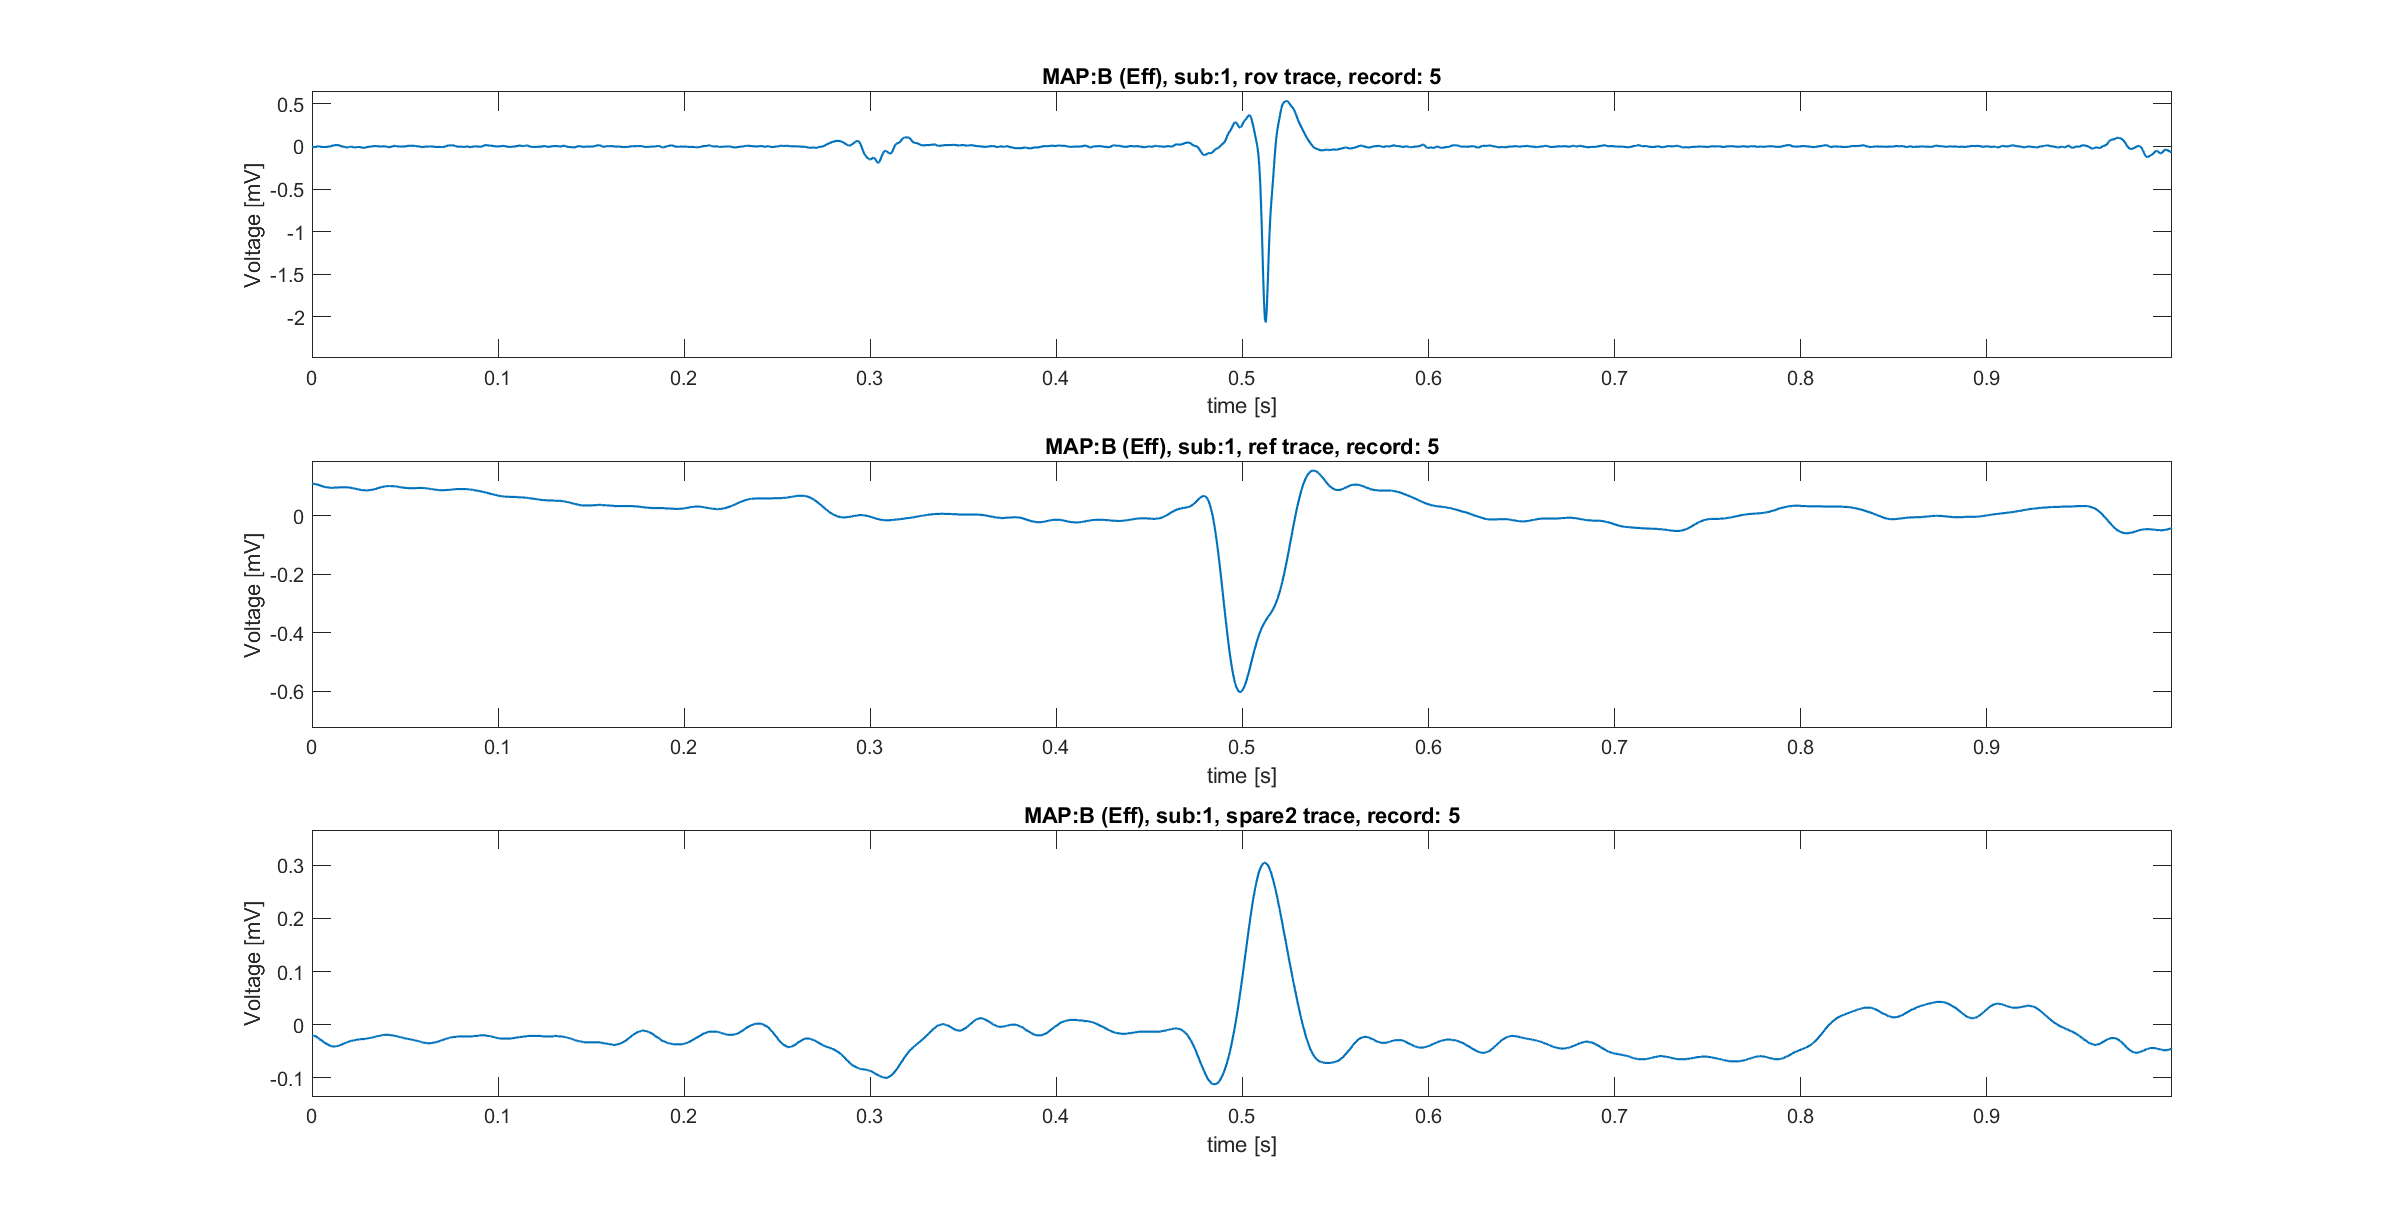 MAP:B (Eff), sub:1, rov trace, record: 5
0.5
0
-0.5
-1
-1.5
-2
Voltage [mV]
0 0.1 0.2 0.3 0.4 0.5 0.6 0.7 0.8 0.9
time [s]
MAP:B (Eff), sub:1, ref trace, record: 5
0
-0.2
-0.4
-0.6
Voltage [mV]
0 0.1 0.2 0.3 0.4 0.5 0.6 0.7 0.8 0.9
time [s]
MAP:B (Eff), sub:1, spare2 trace, record: 5
0.3
0.2
0.1
0
-0.1
Voltage [mV]
0 0.1 0.2 0.3 0.4 0.5 0.6 0.7 0.8 0.9
time [s]